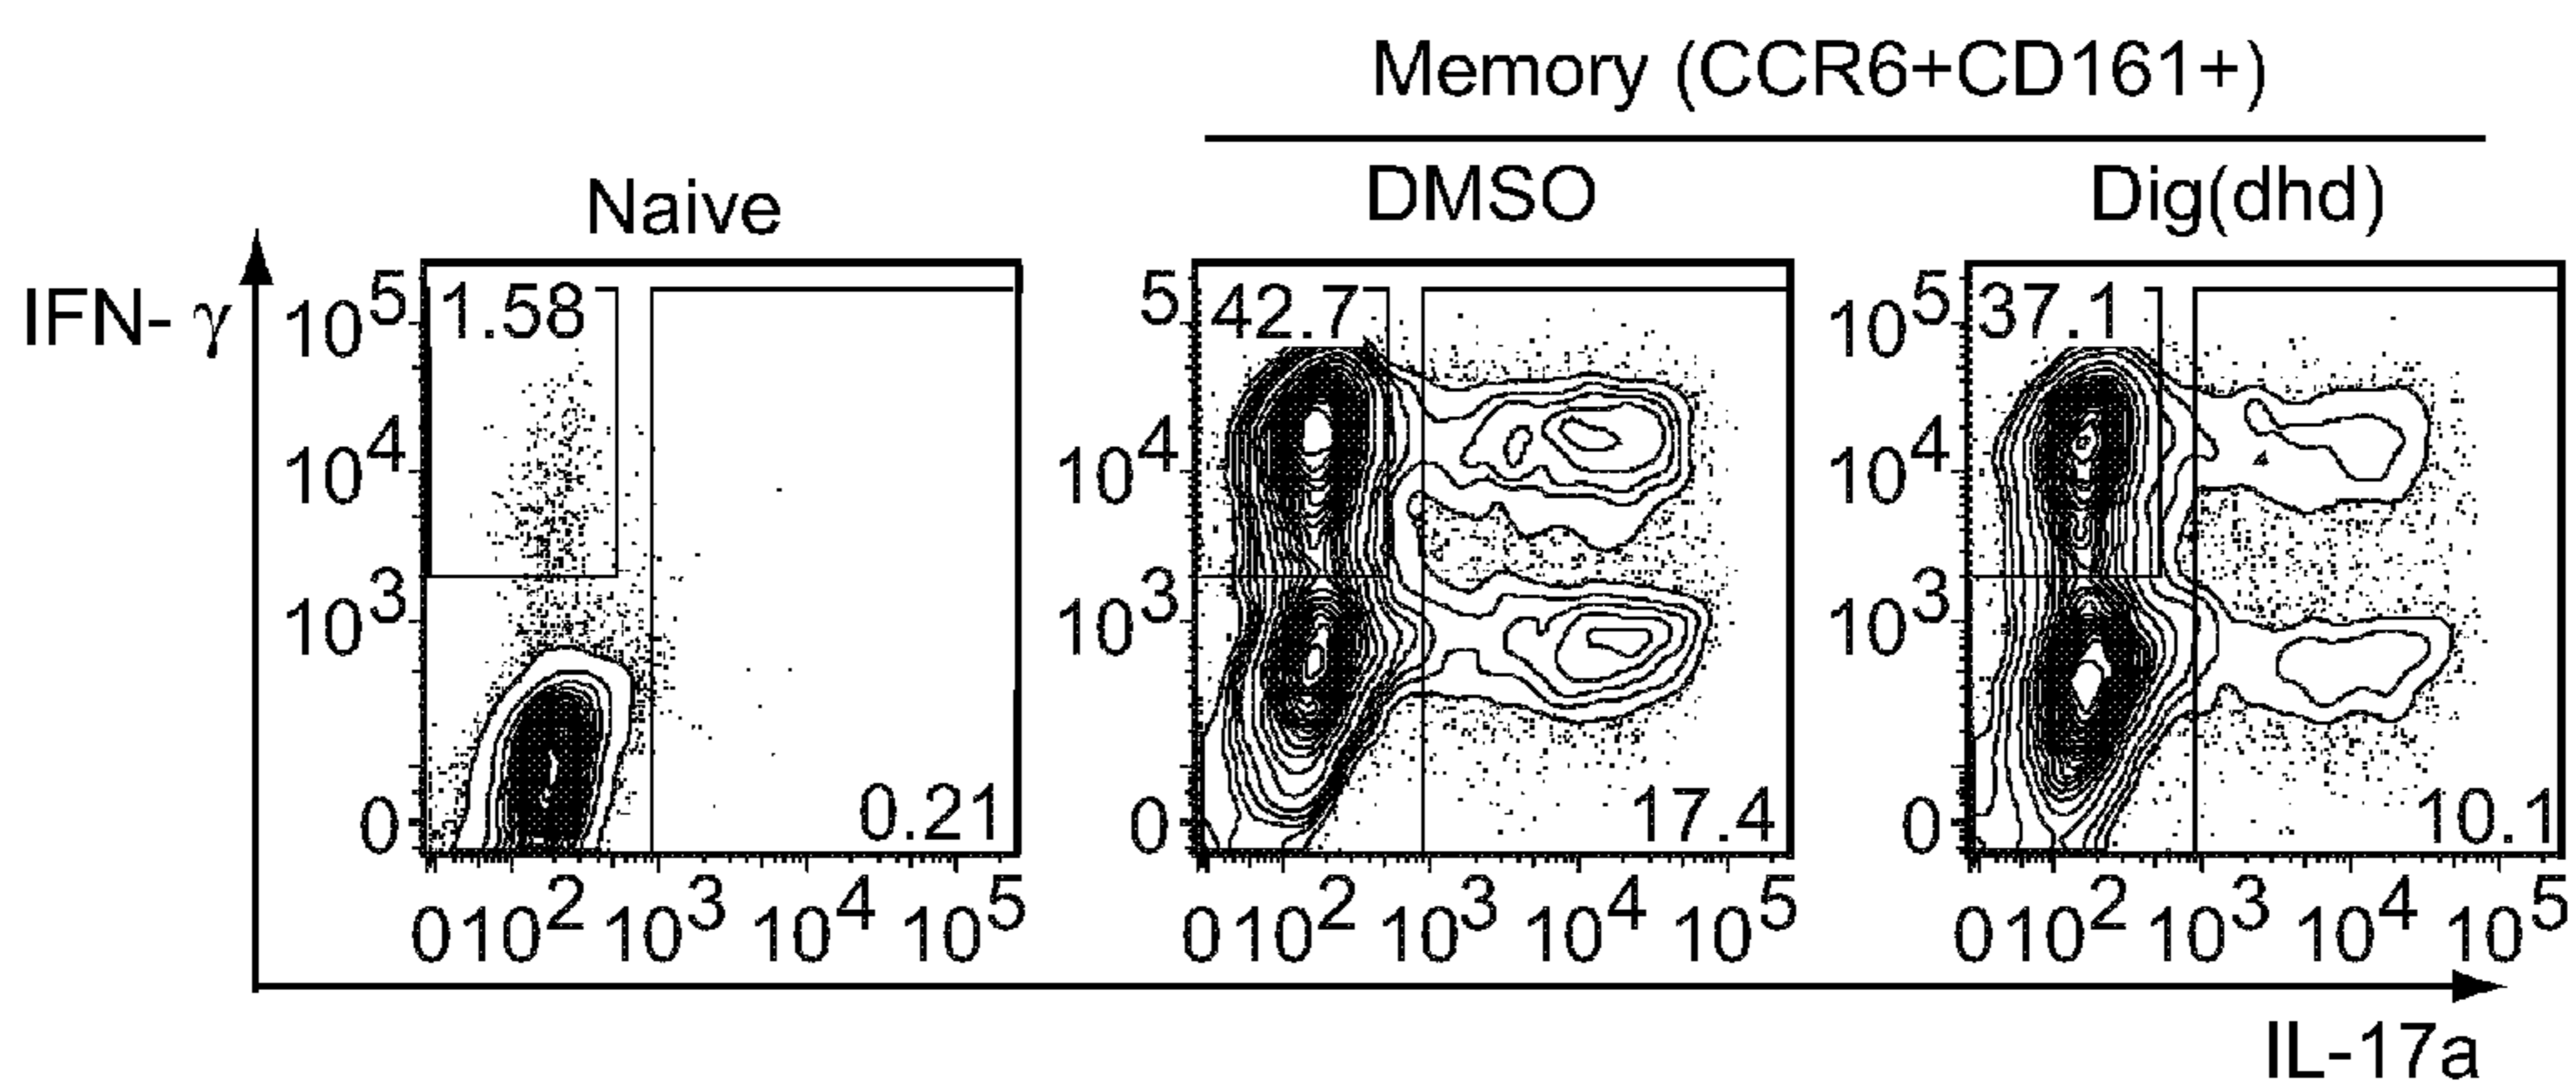 Memory (CCR6+CD161+)
Naive DMSO Dig(dhd)
IFN- γ
10^5 1.58 5 42.7 10^5 37.1
10^4 10^4 10^4
10^3 10^3 10^3
0 0.21 0 17.4 0 10.1
0 10^2 10^3 10^4 10^5 0 10^2 10^3 10^4 10^5 0 10^2 10^3 10^4 10^5
IL-17a